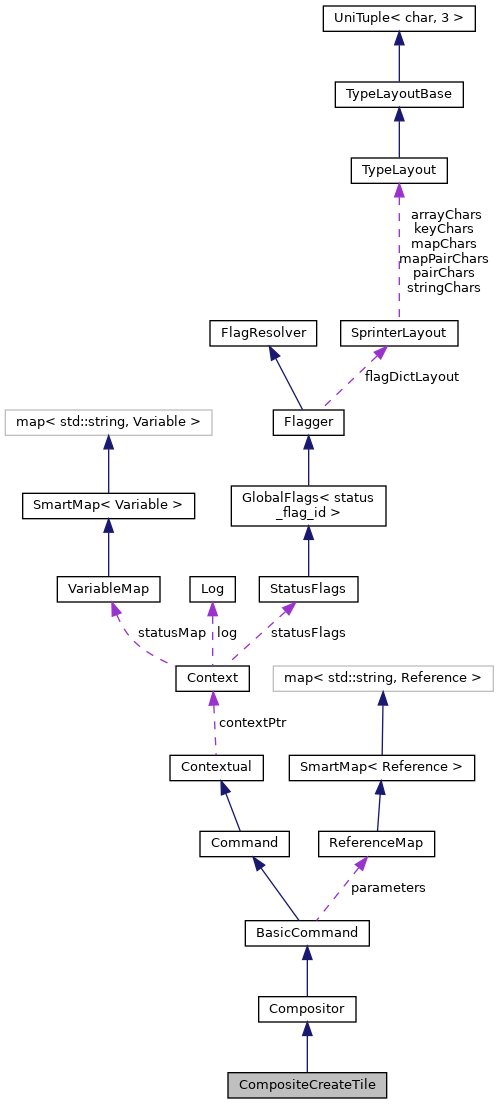 UniTuple< char, 3 >
TypeLayoutBase
TypeLayout
arrayChars
keyChars
mapChars
mapPairChars
pairChars
stringChars
FlagResolver
SprinterLayout
flagDictLayout
map< std::string, Variable >
Flagger
SmartMap< Variable >
GlobalFlags< status
_flag_id >
VariableMap
Log
StatusFlags
statusMap
log
statusFlags
Context
map< std::string, Reference >
contextPtr
Contextual
SmartMap< Reference >
Command
ReferenceMap
parameters
BasicCommand
Compositor
CompositeCreateTile